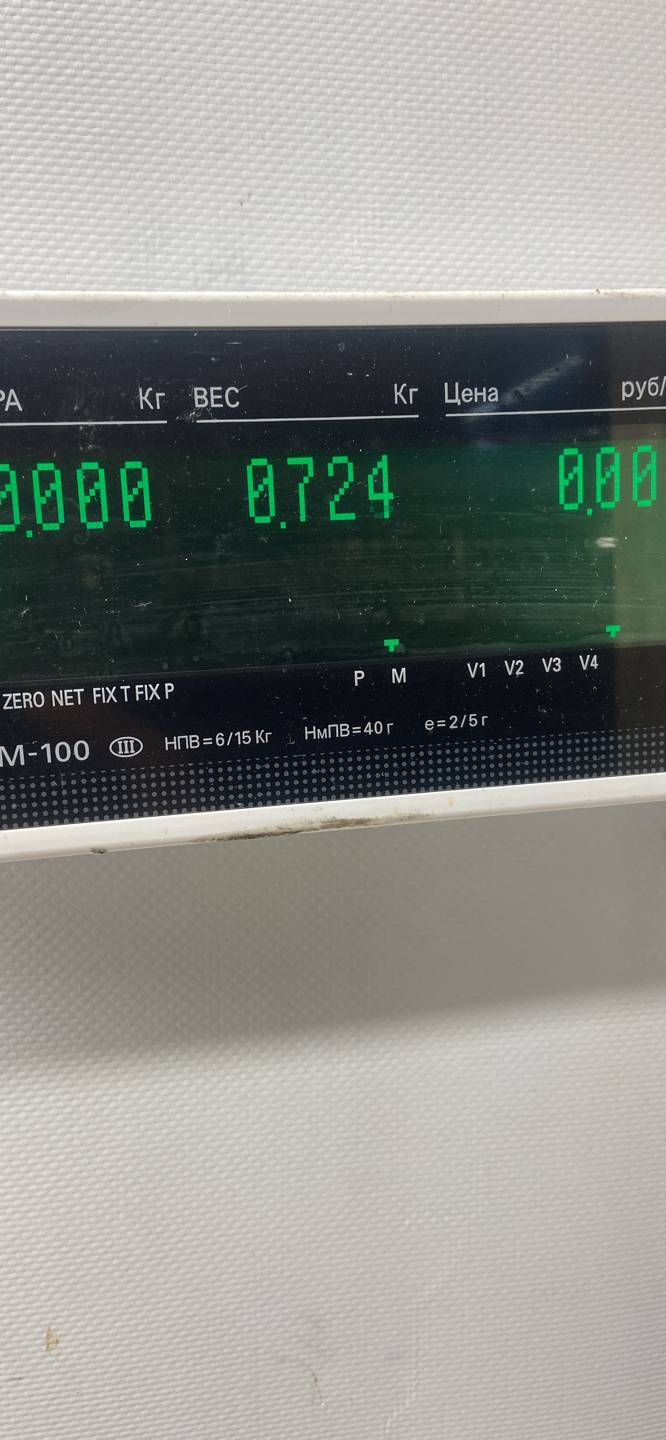 РА Кг ВЕС Кг Цена руб/
0.000 0.724 0.00
ZERO NET FIX T FIX P P M V1 V2 V3 V4
M-100 III НПВ=6/15 Кг НмПВ=40 г е=2/5 г